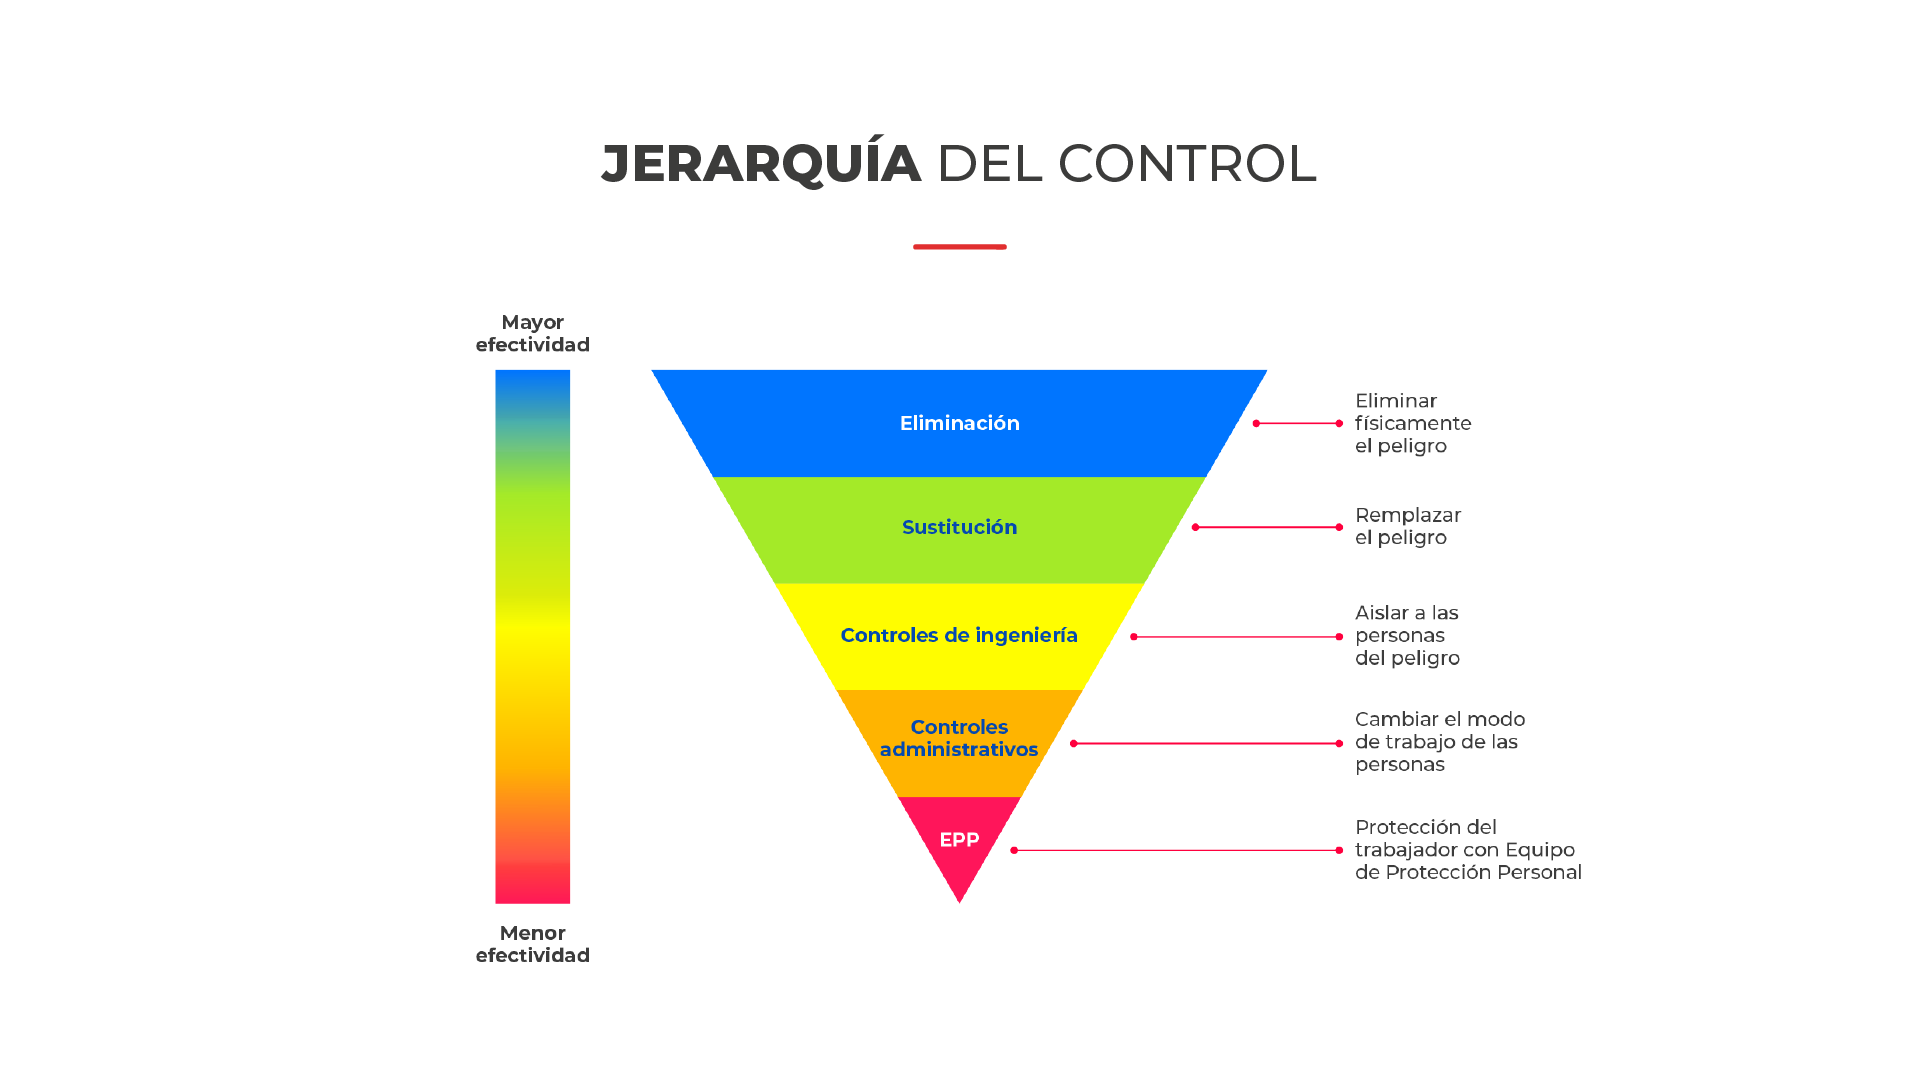 JERARQUÍA DEL CONTROL
Mayor
efectividad
Eliminación
Eliminar
físicamente
el peligro
Sustitución
Remplazar
el peligro
Controles de ingeniería
Aislar a las
personas
del peligro
Controles
administrativos
Cambiar el modo
de trabajo de las
personas
EPP
Protección del
trabajador con Equipo
de Protección Personal
Menor
efectividad